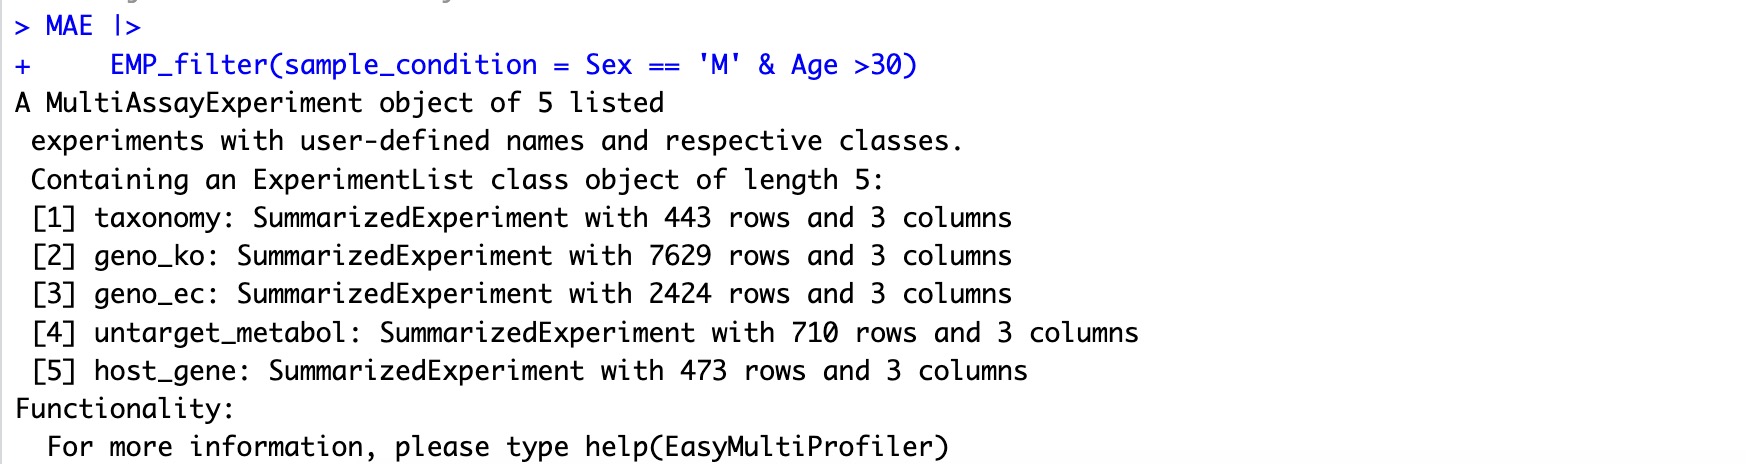 > MAE |>
+     EMP_filter(sample_condition = Sex == 'M' & Age >30)
A MultiAssayExperiment object of 5 listed
 experiments with user-defined names and respective classes.
 Containing an ExperimentList class object of length 5:
 [1] taxonomy: SummarizedExperiment with 443 rows and 3 columns
 [2] geno_ko: SummarizedExperiment with 7629 rows and 3 columns
 [3] geno_ec: SummarizedExperiment with 2424 rows and 3 columns
 [4] untarget_metabol: SummarizedExperiment with 710 rows and 3 columns
 [5] host_gene: SummarizedExperiment with 473 rows and 3 columns
Functionality:
  For more information, please type help(EasyMultiProfiler)